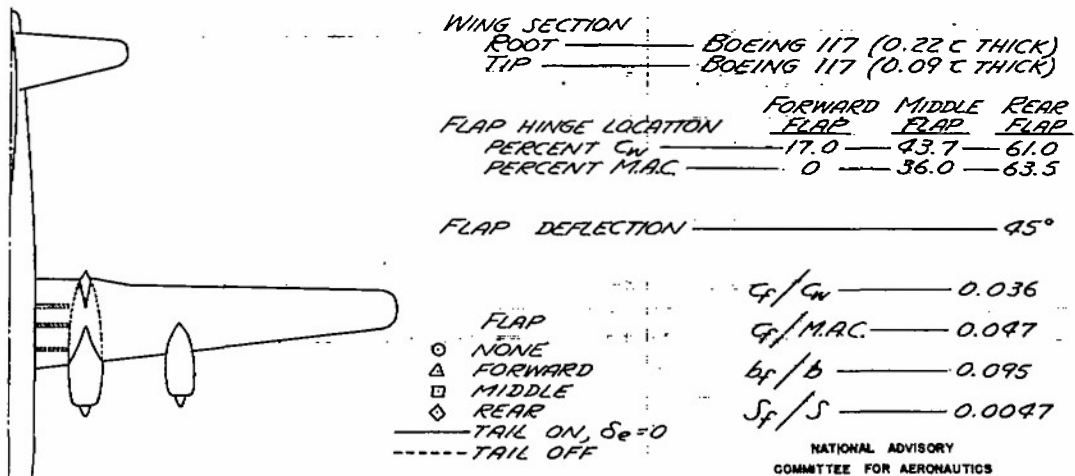 WING SECTION
ROOT — BOEING 117 (0.22 C THICK)
TIP — BOEING 117 (0.09 C THICK)
FORWARD MIDDLE REAR
FLAP HINGE LOCATION FLAP FLAP FLAP
PERCENT Cw — 17.0 — 43.7 — 61.0
PERCENT M.A.C. — 0 — 36.0 — 63.5
FLAP DEFLECTION — 45°
cf/cw — 0.036
cf/M.A.C. — 0.047
bf/b — 0.095
Sf/S — 0.0047
FLAP
⊙ NONE
△ FORWARD
□ MIDDLE
◇ REAR
—— TAIL ON, δe=0
----- TAIL OFF
NATIONAL ADVISORY
COMMITTEE FOR AERONAUTICS